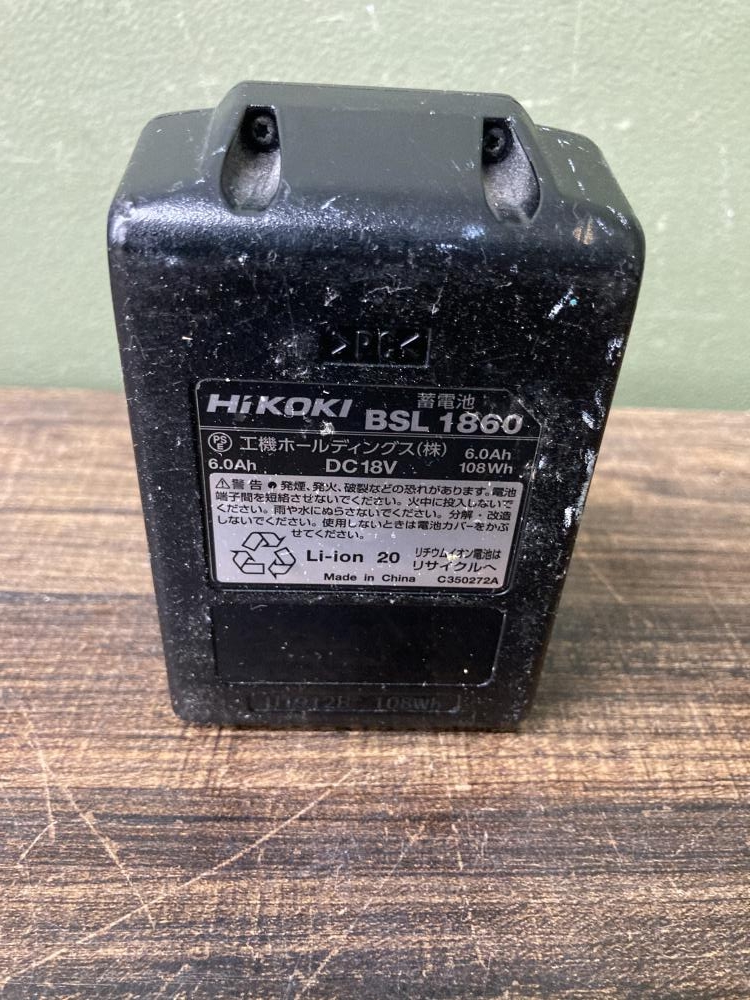 >PC<
HiKOKI 蓄電池
BSL 1860
PSE 工機ホールディングス(株) 6.0Ah
6.0Ah DC18V 108Wh
⚠警告 発煙、発火、破裂などの恐れがあります。電池
端子間を短絡させないでください。火中に投入しないで
ください。雨や水にぬらさないでください。分解・改造
しないでください。使用しないときは電池カバーをかぶ
せてください。
Li-ion 20 リチウムイオン電池は
リサイクルへ
Made in China C350272A
108Wh